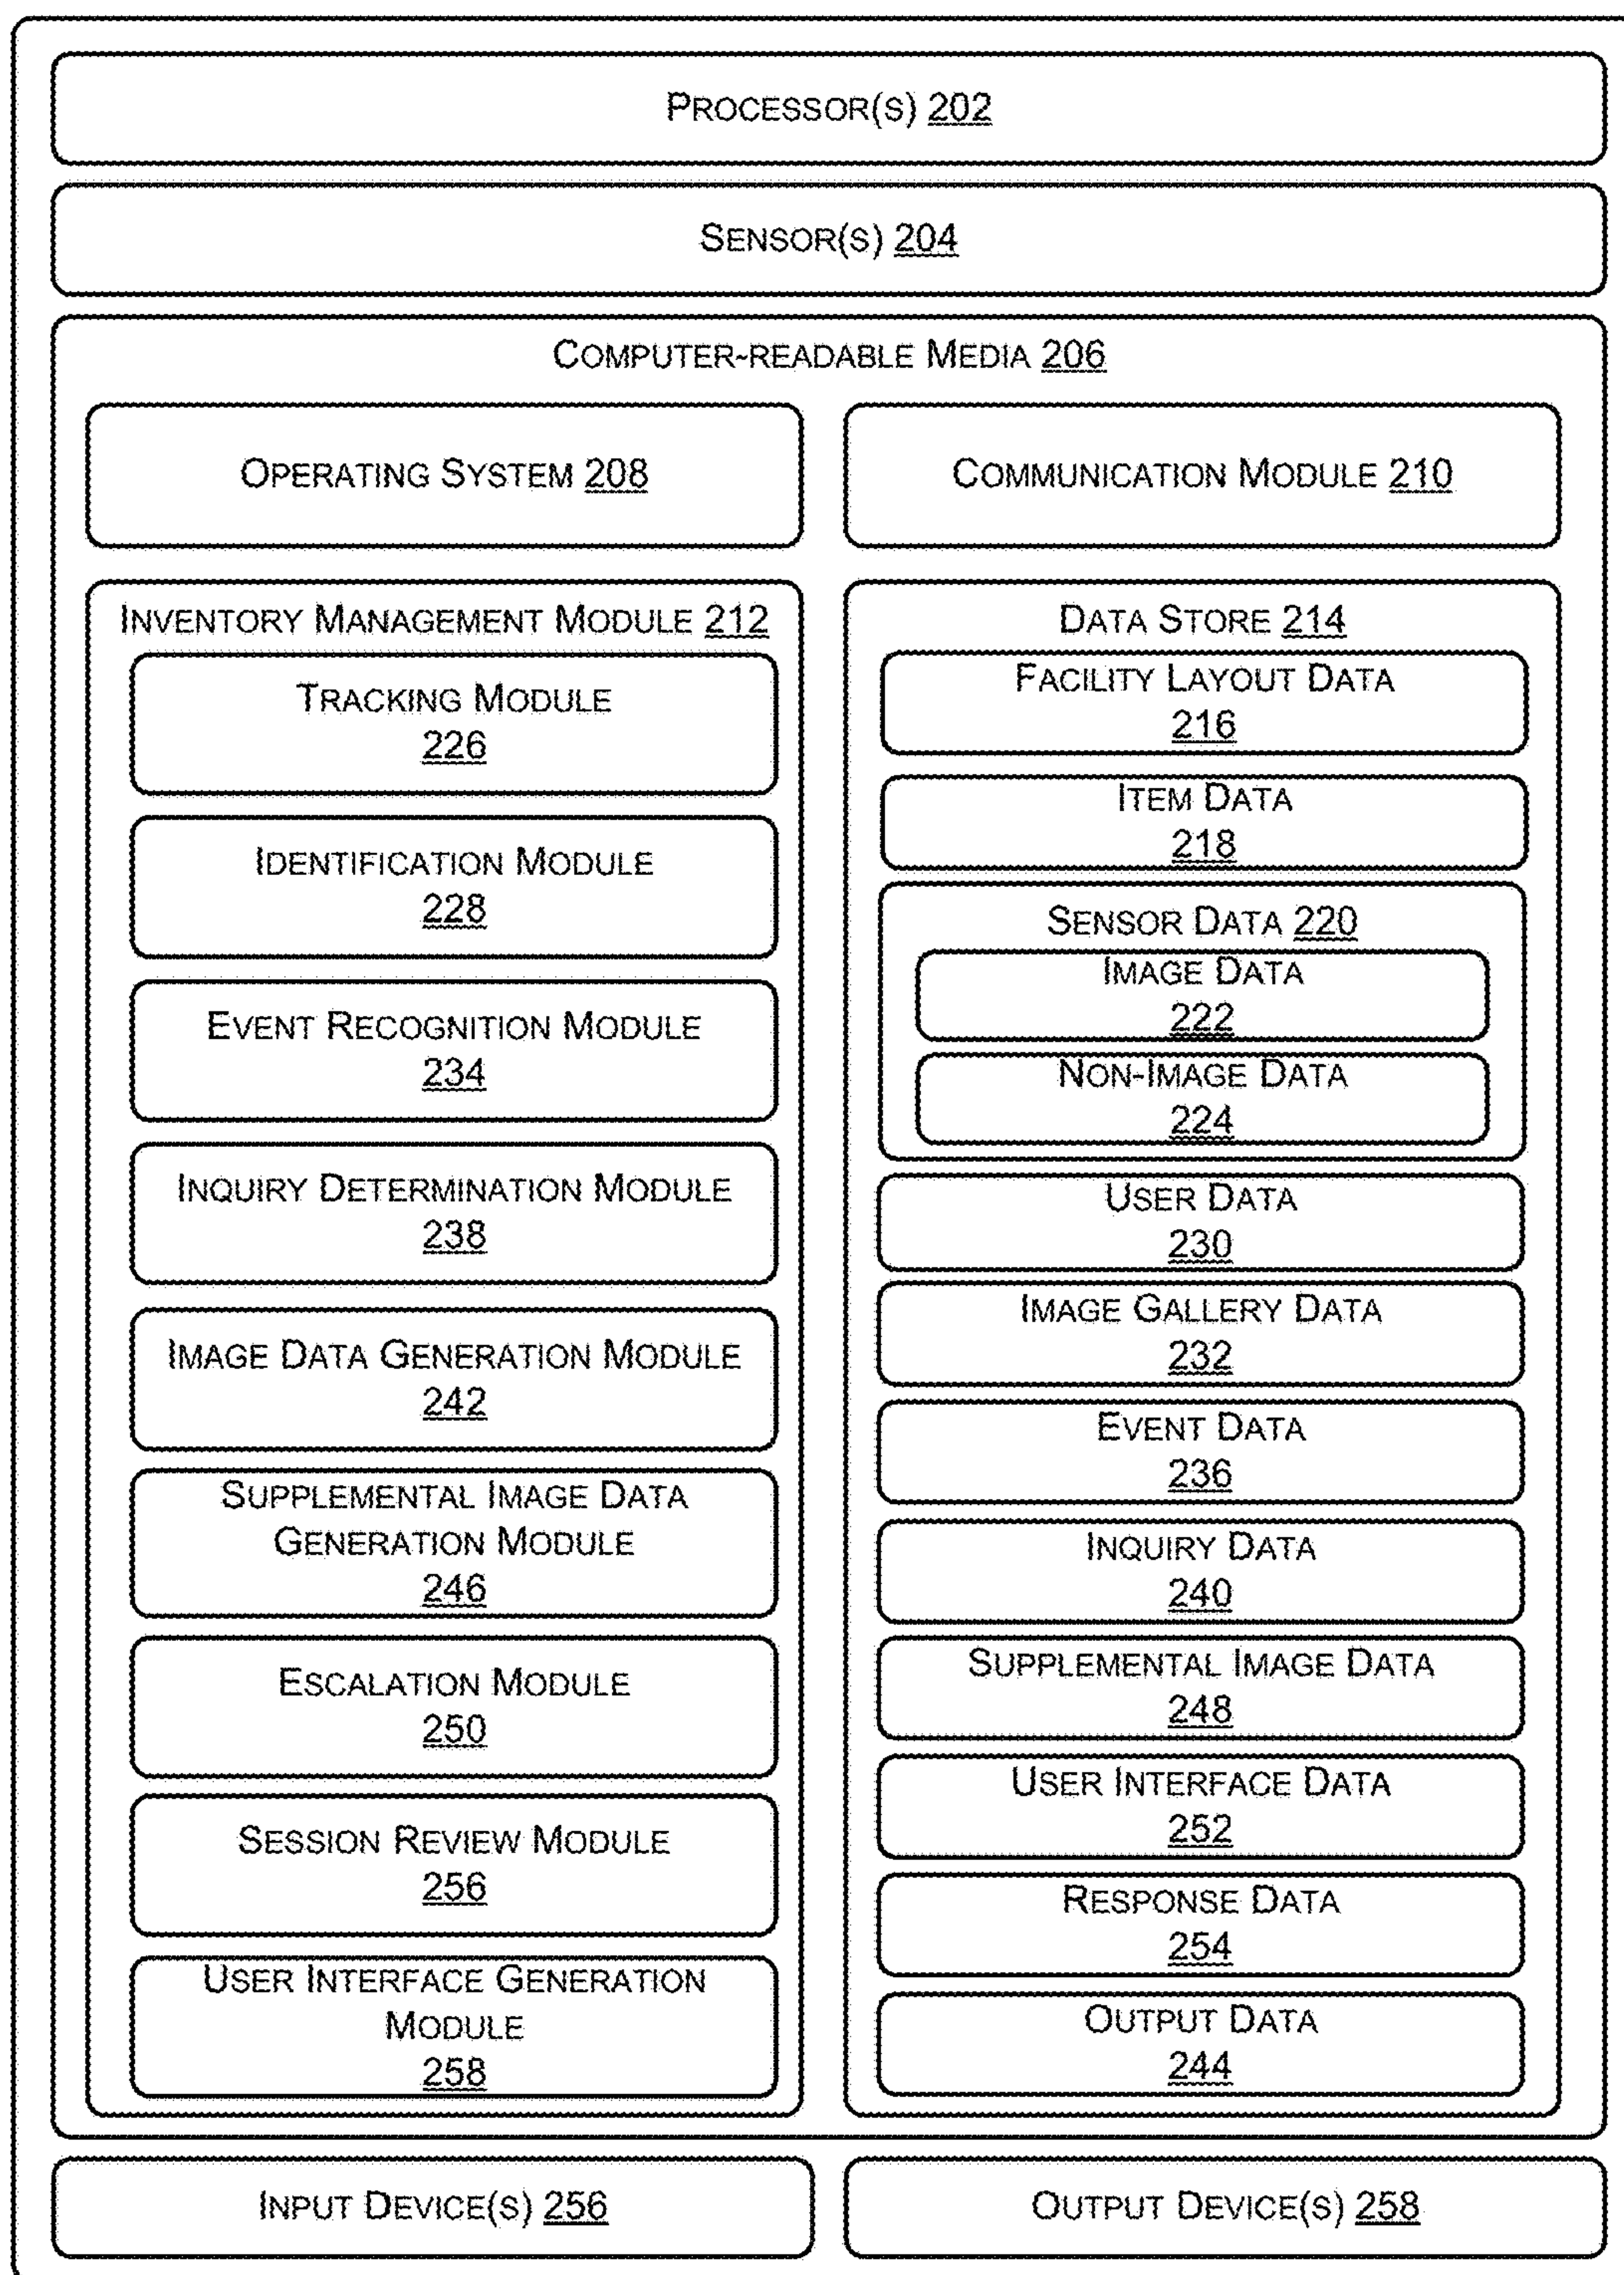 PROCESSOR(S) 202
SENSOR(S) 204
COMPUTER-READABLE MEDIA 206
OPERATING SYSTEM 208
COMMUNICATION MODULE 210
INVENTORY MANAGEMENT MODULE 212
TRACKING MODULE
226
IDENTIFICATION MODULE
228
EVENT RECOGNITION MODULE
234
INQUIRY DETERMINATION MODULE
238
IMAGE DATA GENERATION MODULE
242
SUPPLEMENTAL IMAGE DATA
GENERATION MODULE
246
ESCALATION MODULE
250
SESSION REVIEW MODULE
256
USER INTERFACE GENERATION
MODULE
258
DATA STORE 214
FACILITY LAYOUT DATA
216
ITEM DATA
218
SENSOR DATA 220
IMAGE DATA
222
NON-IMAGE DATA
224
USER DATA
230
IMAGE GALLERY DATA
232
EVENT DATA
236
INQUIRY DATA
240
SUPPLEMENTAL IMAGE DATA
248
USER INTERFACE DATA
252
RESPONSE DATA
254
OUTPUT DATA
244
INPUT DEVICE(S) 256
OUTPUT DEVICE(S) 258